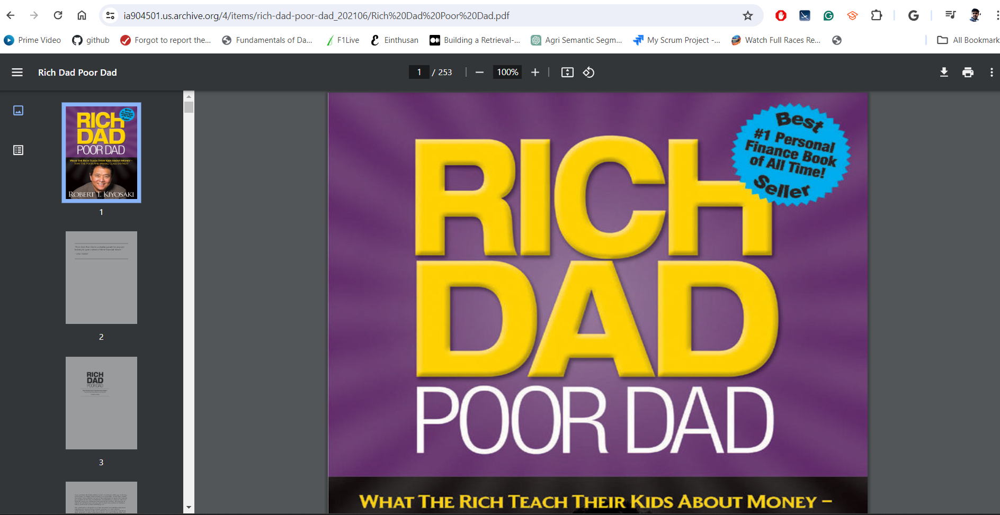 ia904501.us.archive.org/4/items/rich-dad-poor-dad_202106/Rich%20Dad%20Poor%20Dad.pdf
Prime Video
github
Forgot to report the...
Fundamentals of Da...
F1Live
Einthusan
Building a Retrieval-...
Agri Semantic Segm...
My Scrum Project -...
Watch Full Races Re...
All Bookmark
Rich Dad Poor Dad
1 / 253
100%
RICH
DAD
POOR DAD
WHAT THE RICH TEACH THEIR KIDS ABOUT MONEY –
THAT THE POOR AND MIDDLE CLASS DO NOT!
ROBERT T. KIYOSAKI
1
2
RICH
DAD
POOR DAD
3
Best
#1 Personal
Finance Book
of All Time!
Seller
RICH
DAD
POOR DAD
WHAT THE RICH TEACH THEIR KIDS ABOUT MONEY –